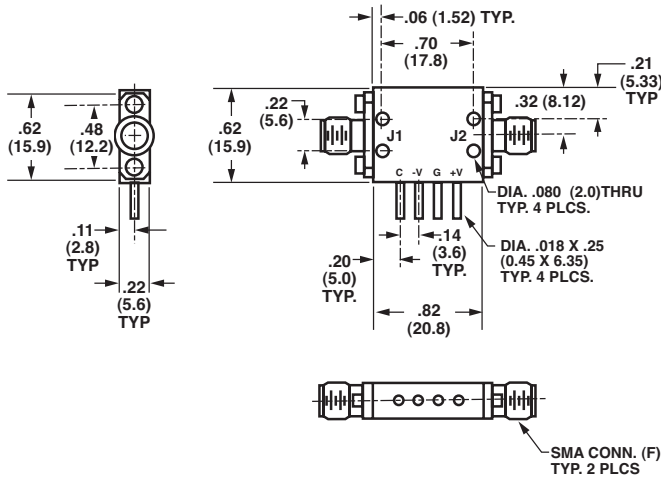 .06 (1.52) TYP.
.70
(17.8)
.21
(5.33)
TYP
.32 (8.12)
.22
(5.6)
.62
(15.9)
.48
(12.2)
.62
(15.9)
J1
J2
C -V G +V
DIA. .080 (2.0)THRU
TYP. 4 PLCS.
.11
(2.8)
TYP
.14
(3.6)
TYP.
DIA. .018 X .25
(0.45 X 6.35)
TYP. 4 PLCS.
.20
(5.0)
TYP.
.22
(5.6)
TYP
.82
(20.8)
SMA CONN. (F)
TYP. 2 PLCS